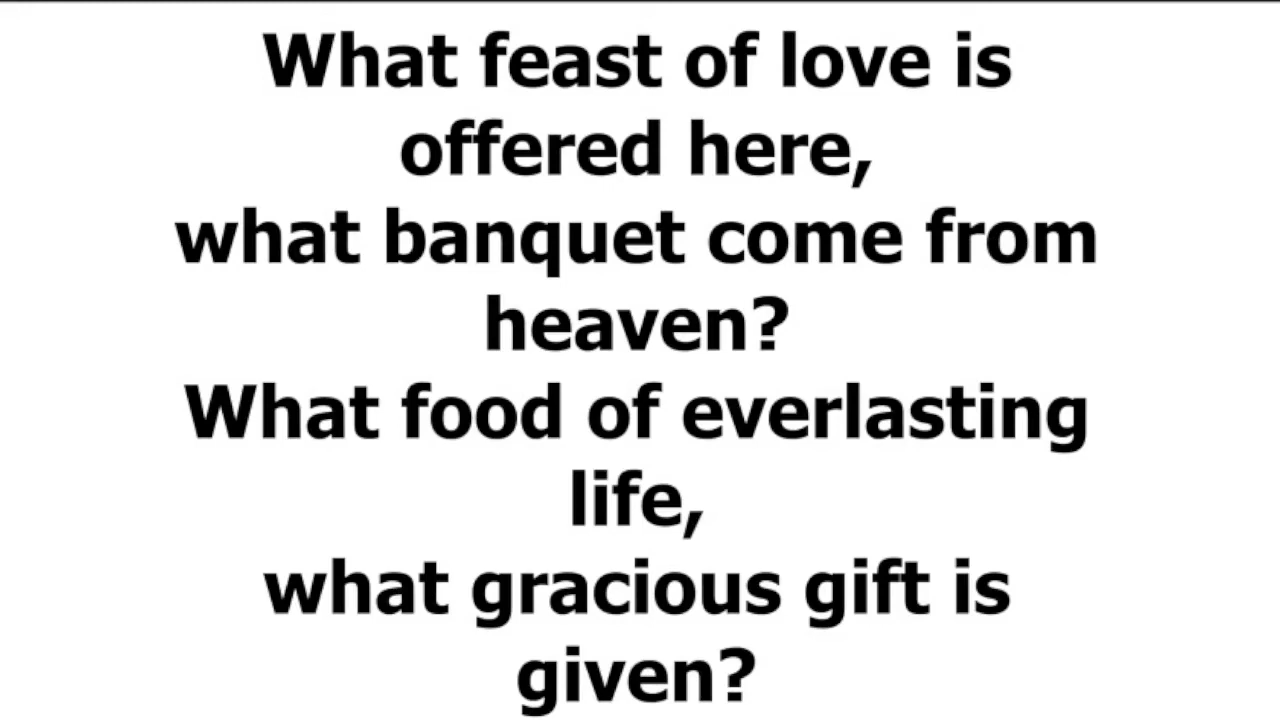 What feast of love is
offered here,
what banquet come from
heaven?
What food of everlasting
life,
what gracious gift is
given?